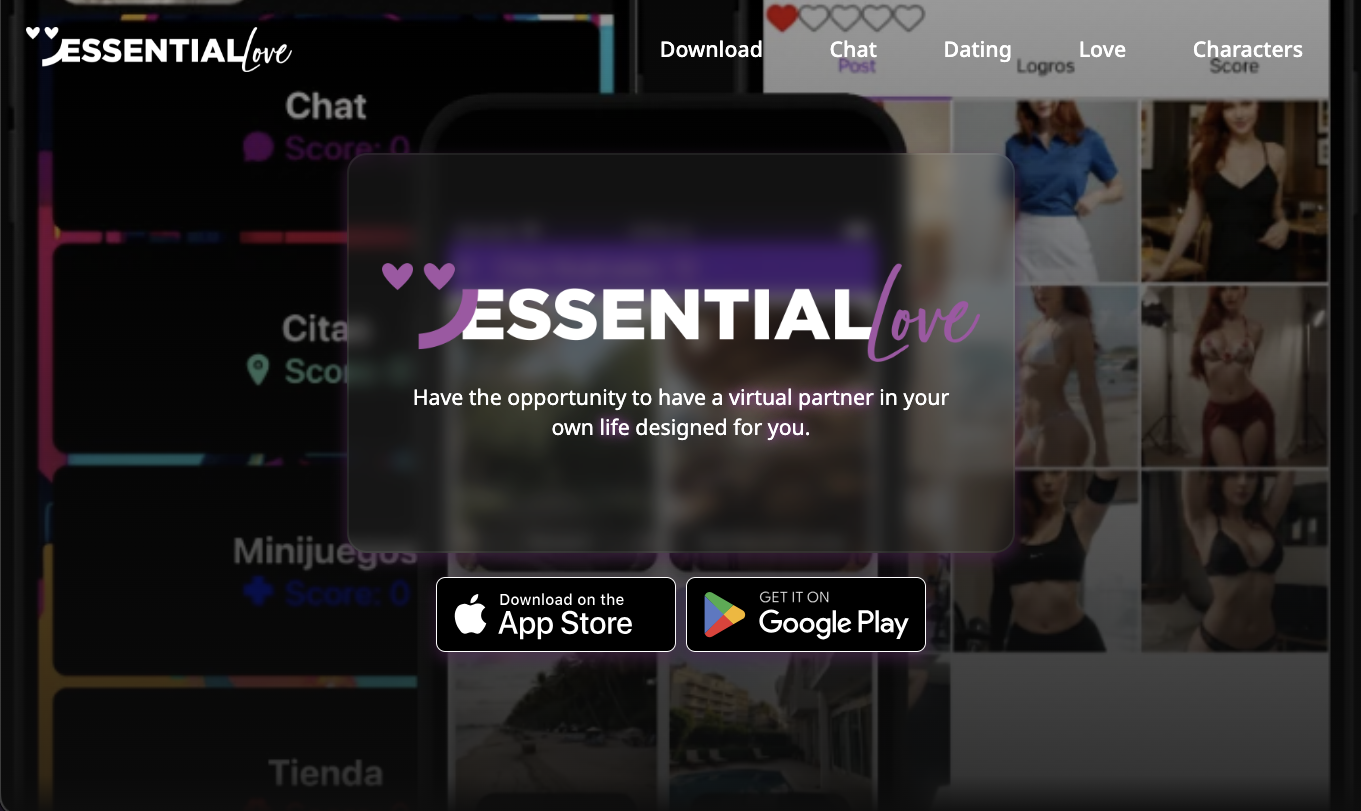 ESSENTIAL Love
Download Chat Dating Love Characters
Post Logros Score
Chat
Score: 0
Citas
Score
Minijuegos
Score: 0
Tienda
ESSENTIAL Love
Have the opportunity to have a virtual partner in your
own life designed for you.
Download on the
App Store
GET IT ON
Google Play